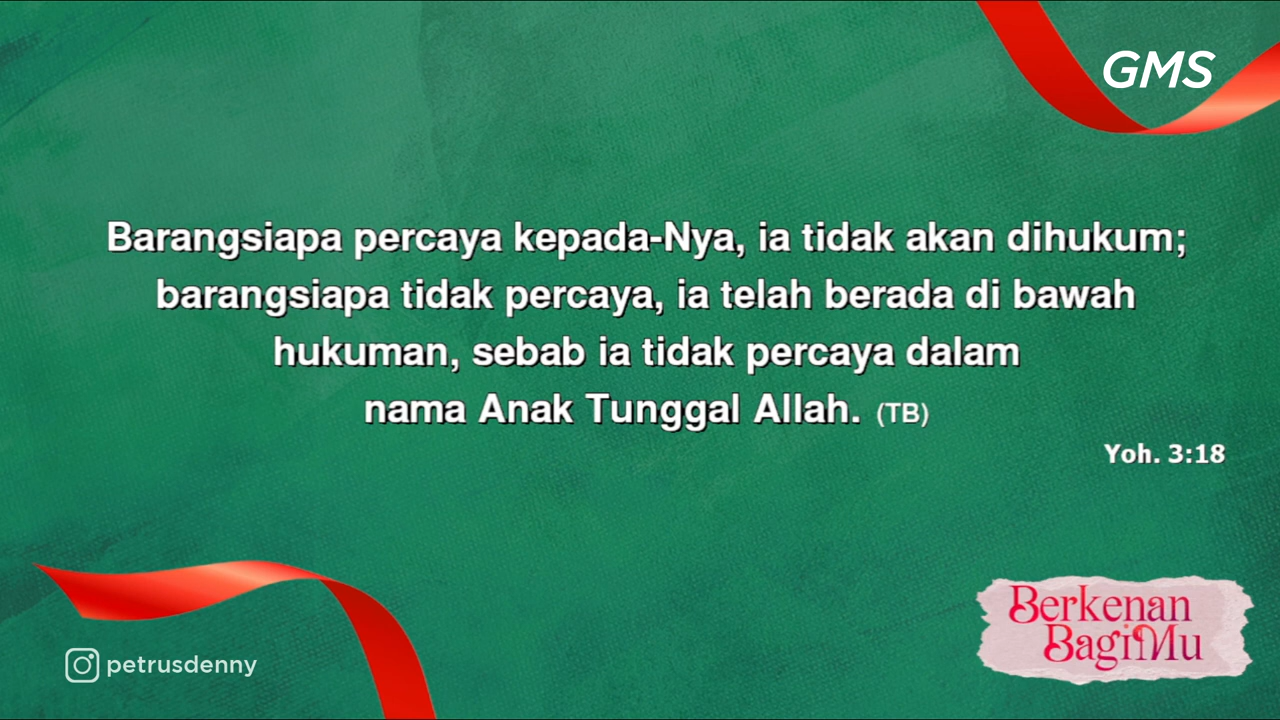 GMS
Barangsiapa percaya kepada-Nya, ia tidak akan dihukum;
barangsiapa tidak percaya, ia telah berada di bawah
hukuman, sebab ia tidak percaya dalam
nama Anak Tunggal Allah. (TB)
Yoh. 3:18
Berkenan
BagiMu
petrusdenny